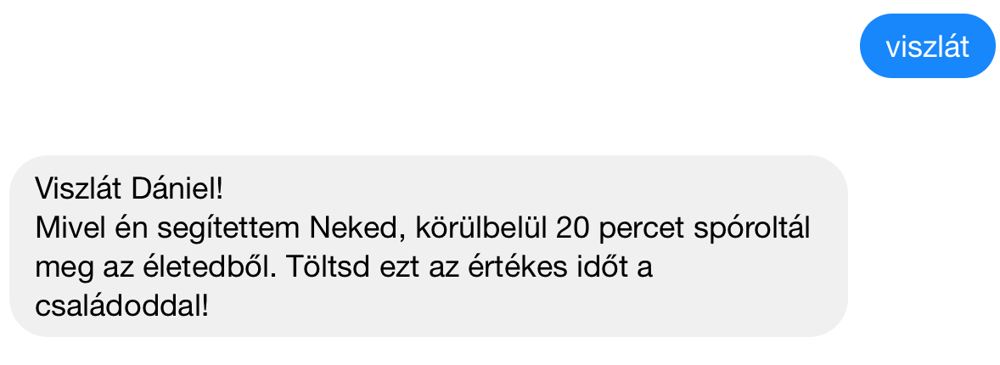 viszlát
Viszlát Dániel!
Mivel én segítettem Neked, körülbelül 20 percet spóroltál
meg az életedből. Töltsd ezt az értékes időt a
családoddal!